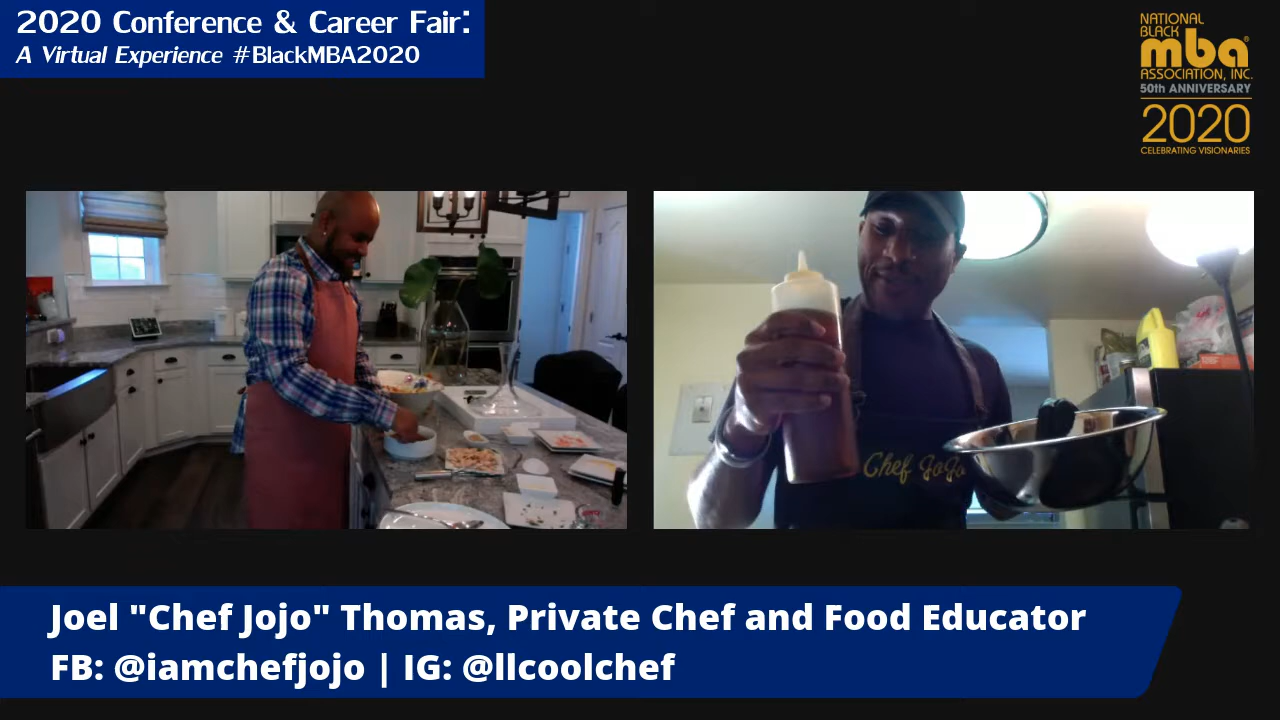 2020 Conference & Career Fair:
A Virtual Experience #BlackMBA2020
NATIONAL
BLACK
mba®
ASSOCIATION, INC.
50th ANNIVERSARY
2020
CELEBRATING VISIONARIES
Chef JoJo
Joel "Chef Jojo" Thomas, Private Chef and Food Educator
FB: @iamchefjojo | IG: @llcoolchef